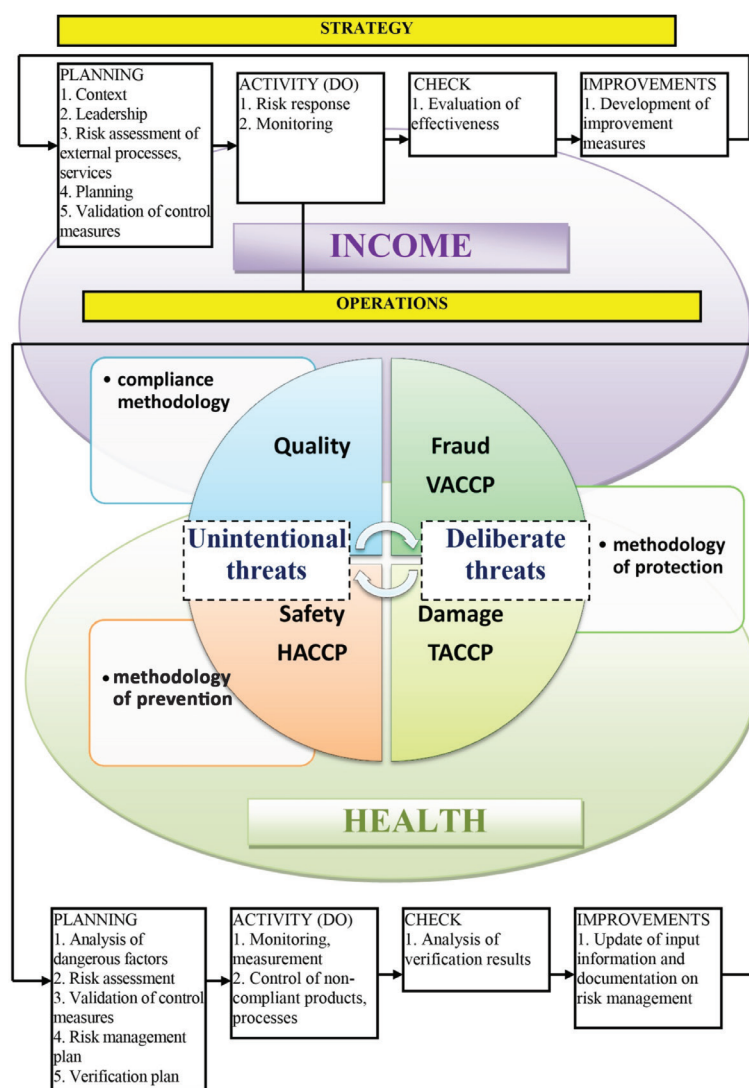 STRATEGY
PLANNING
1. Context
2. Leadership
3. Risk assessment of
external processes,
services
4. Planning
5. Validation of control
measures
ACTIVITY (DO)
1. Risk response
2. Monitoring
CHECK
1. Evaluation of
effectiveness
IMPROVEMENTS
1. Development of
improvement
measures
INCOME
OPERATIONS
• compliance
methodology
Quality
Fraud
VACCP
Unintentional
threats
Deliberate
threats
• methodology
of protection
Safety
HACCP
Damage
TACCP
• methodology
of prevention
HEALTH
PLANNING
1. Analysis of
dangerous factors
2. Risk assessment
3. Validation of control
measures
4. Risk management
plan
5. Verification plan
ACTIVITY (DO)
1. Monitoring,
measurement
2. Control of non-
compliant products,
processes
CHECK
1. Analysis of
verification results
IMPROVEMENTS
1. Update of input
information and
documentation on
risk management